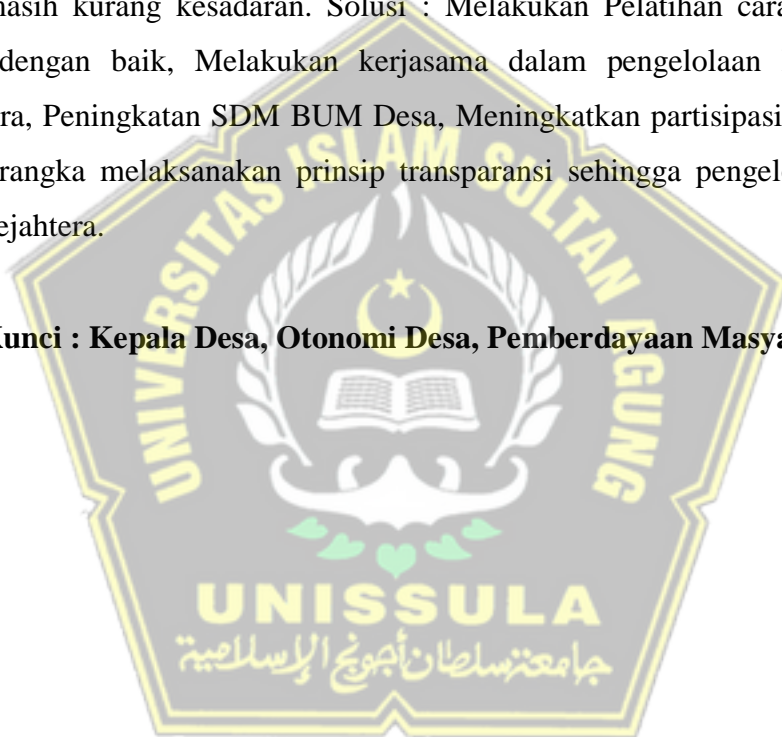 masih kurang kesadaran. Solusi : Melakukan Pelatihan cara
dengan baik, Melakukan kerjasama dalam pengelolaan
ra, Peningkatan SDM BUM Desa, Meningkatkan partisipasi
rangka melaksanakan prinsip transparansi sehingga pengel
ejahtera.
Kunci : Kepala Desa, Otonomi Desa, Pemberdayaan Masya
UNIVERSITAS ISLAM SULTAN AGUNG
UNISSULA
جامعة سلطان أجونج الإسلامية